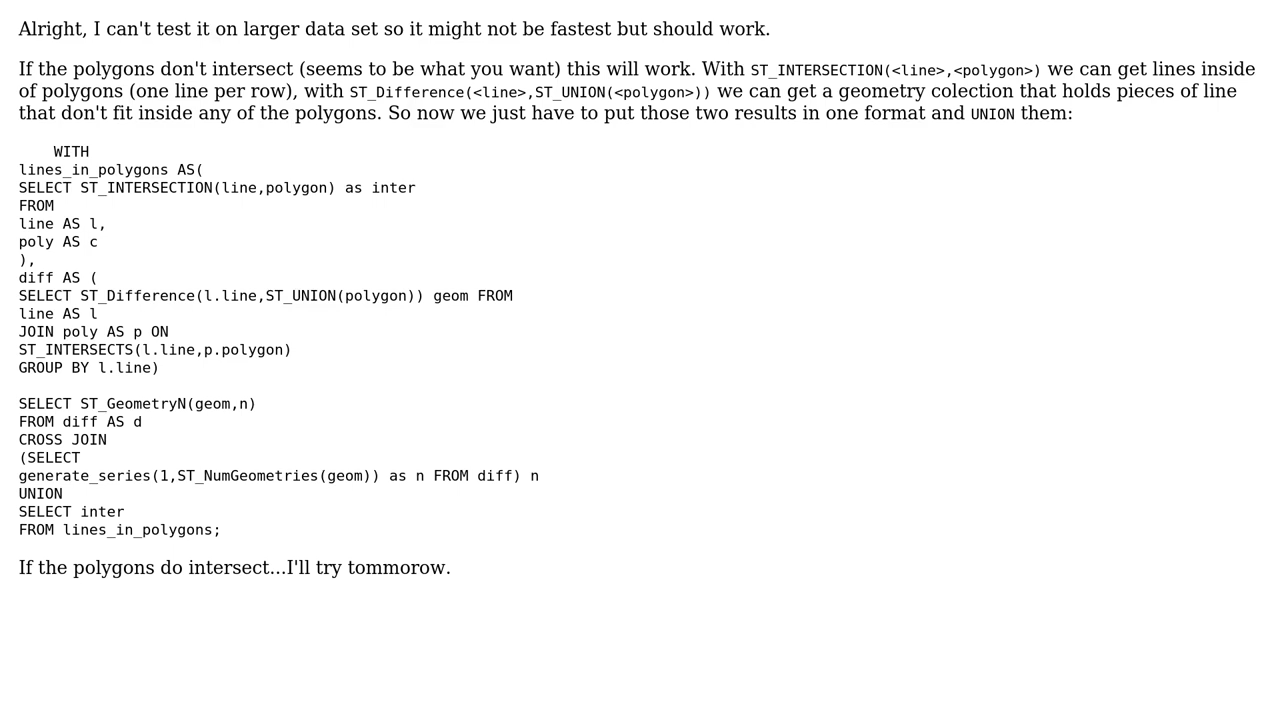 Alright, I can't test it on larger data set so it might not be fastest but should work.
If the polygons don't intersect (seems to be what you want) this will work. With ST_INTERSECTION(<line>,<polygon>) we can get lines inside
of polygons (one line per row), with ST_Difference(<line>,ST_UNION(<polygon>)) we can get a geometry colection that holds pieces of line
that don't fit inside any of the polygons. So now we just have to put those two results in one format and UNION them:
    WITH
lines_in_polygons AS(
SELECT ST_INTERSECTION(line,polygon) as inter
FROM
line AS l,
poly AS c
),
diff AS (
SELECT ST_Difference(l.line,ST_UNION(polygon)) geom FROM
line AS l
JOIN poly AS p ON
ST_INTERSECTS(l.line,p.polygon)
GROUP BY l.line)
SELECT ST_GeometryN(geom,n)
FROM diff AS d
CROSS JOIN
(SELECT
generate_series(1,ST_NumGeometries(geom)) as n FROM diff) n
UNION
SELECT inter
FROM lines_in_polygons;
If the polygons do intersect...I'll try tommorow.